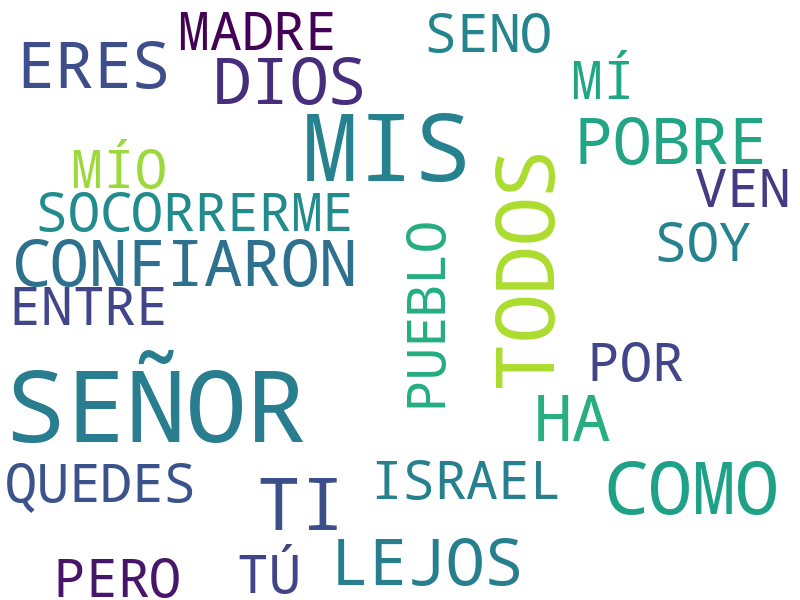 MADRE
SENO
ERES
DIOS
MÍ
MIS
POBRE
MÍO
TODOS
VEN
SOCORRERME
PUEBLO
SOY
CONFIARON
ENTRE
SEÑOR
POR
HA
QUEDES
TI
ISRAEL
COMO
PERO
TÚ
LEJOS